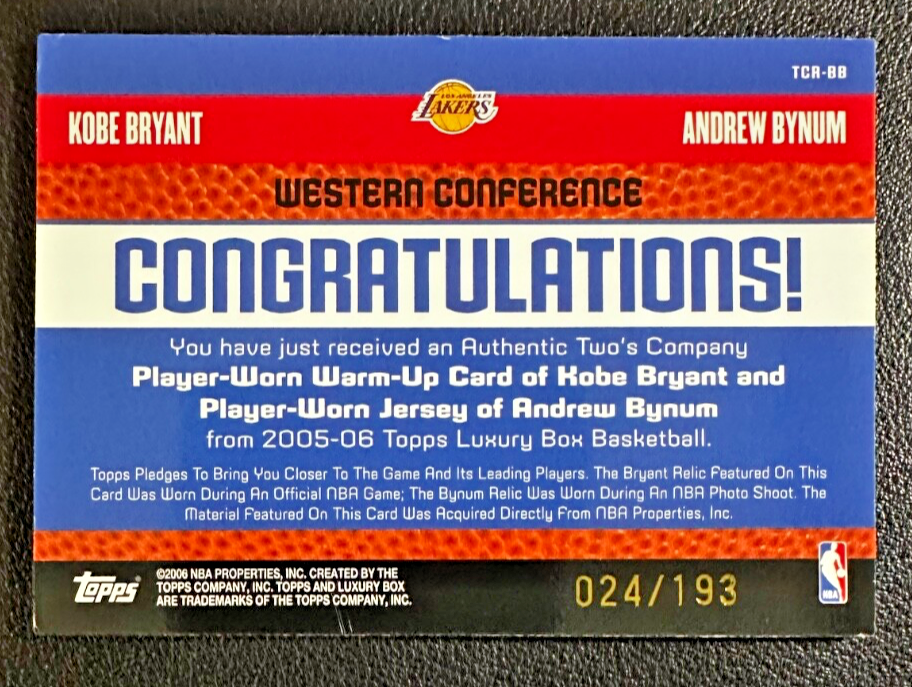 TCR-BB
LOS ANGELES
LAKERS
KOBE BRYANT
ANDREW BYNUM
WESTERN CONFERENCE
CONGRATULATIONS!
You have just received an Authentic Two's Company
Player-Worn Warm-Up Card of Kobe Bryant and
Player-Worn Jersey of Andrew Bynum
from 2005-06 Topps Luxury Box Basketball.
Topps Pledges To Bring You Closer To The Game And Its Leading Players. The Bryant Relic Featured On This
Card Was Worn During An Official NBA Game; The Bynum Relic Was Worn During An NBA Photo Shoot. The
Material Featured On This Card Was Acquired Directly From NBA Properties, Inc.
topps
©2006 NBA PROPERTIES, INC. CREATED BY THE
TOPPS COMPANY, INC. TOPPS AND LUXURY BOX
ARE TRADEMARKS OF THE TOPPS COMPANY, INC.
024/193
NBA